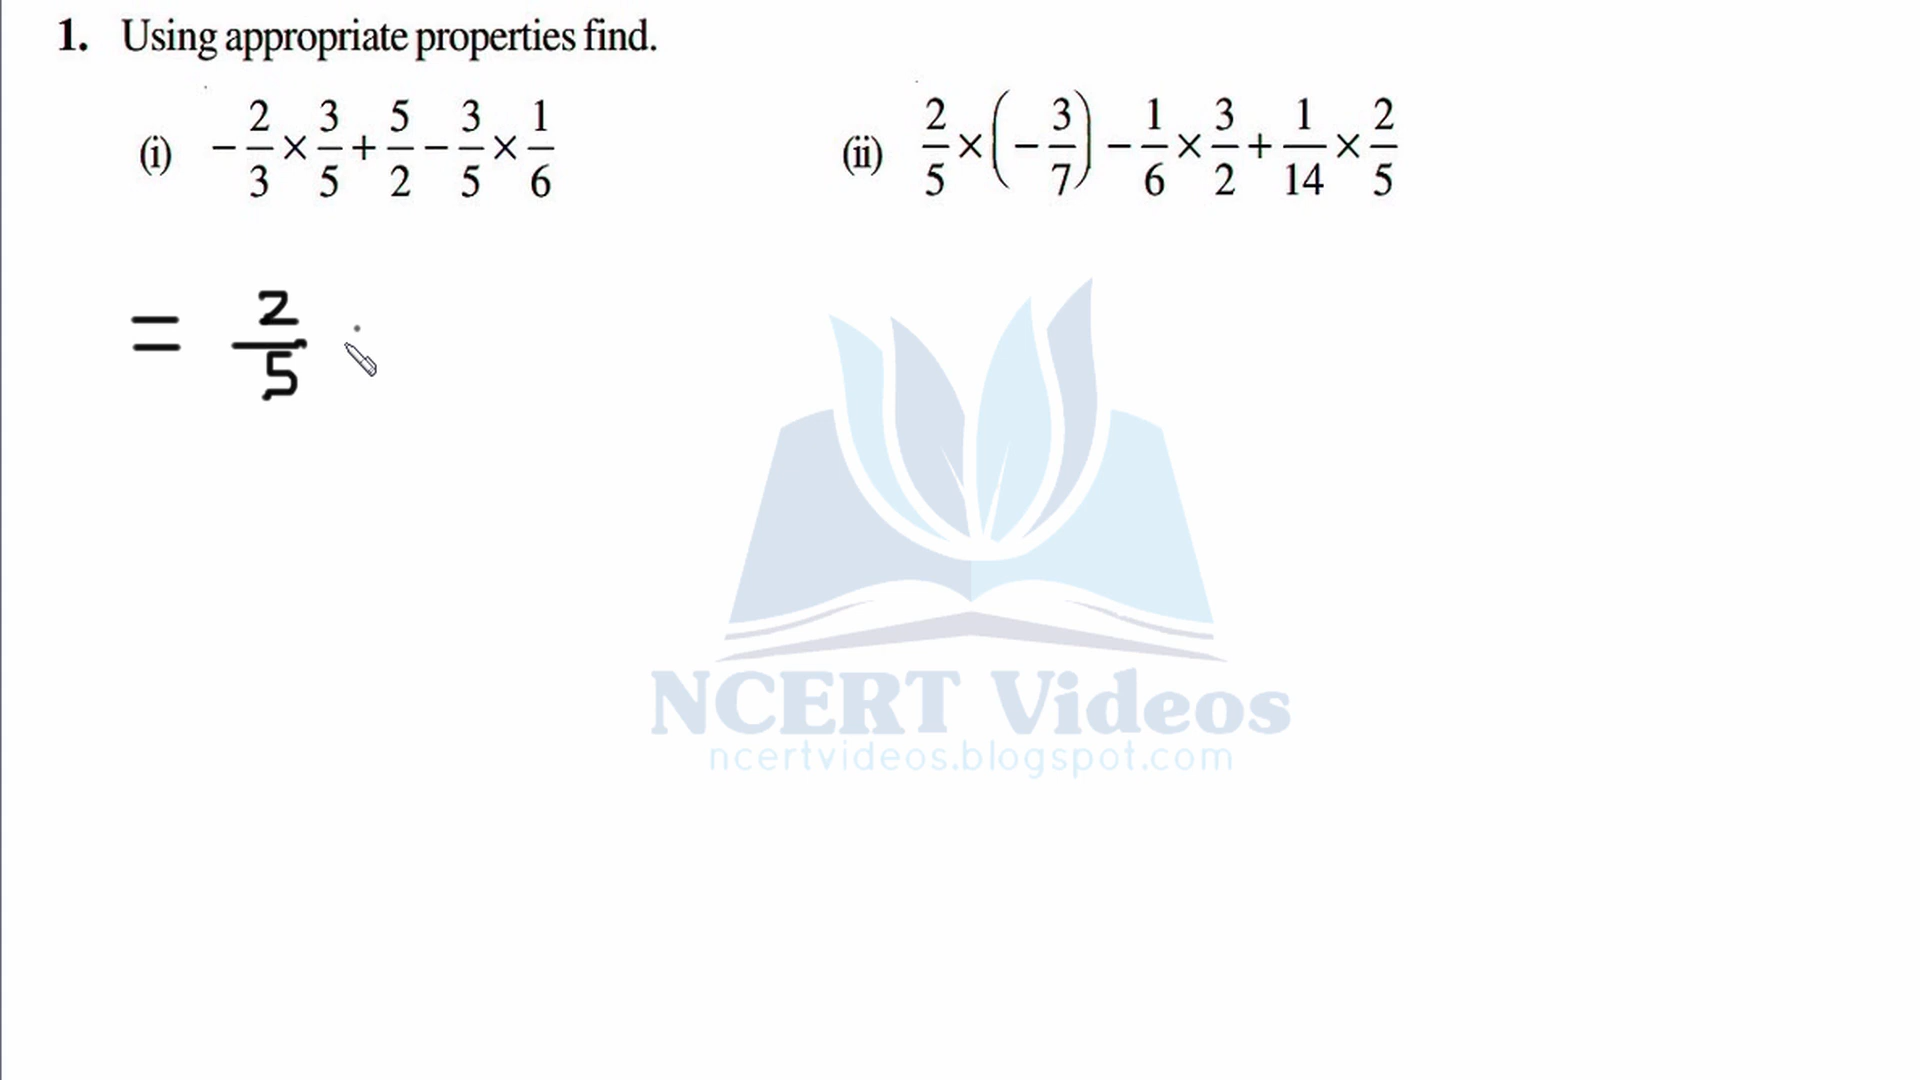 1. Using appropriate properties find.
(i) −2/3 × 3/5 + 5/2 − 3/5 × 1/6
(ii) 2/5 × (−3/7) − 1/6 × 3/2 + 1/14 × 2/5
= 2/5
NCERT Videos
ncertvideos.blogspot.com